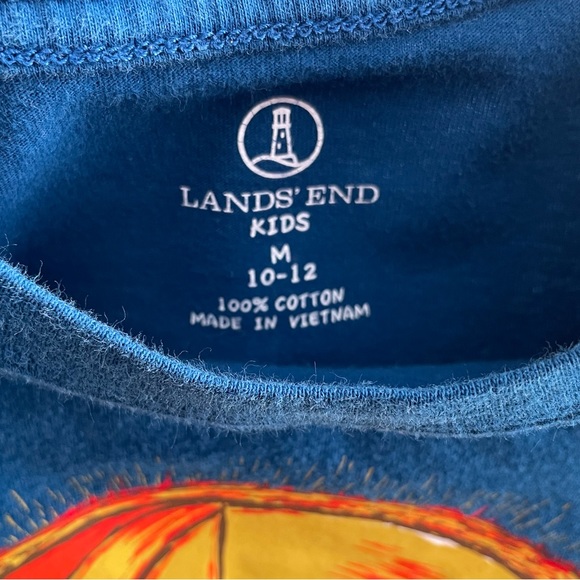 LANDS' END
KIDS
M
10-12
100% COTTON
MADE IN VIETNAM